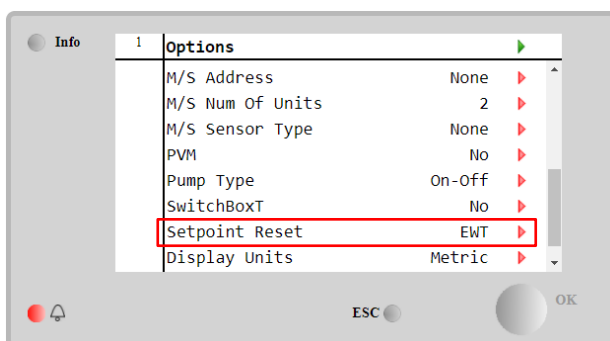 Info
1 Options
M/S Address None
M/S Num Of Units 2
M/S Sensor Type None
PVM No
Pump Type On-Off
SwitchBoxT No
Setpoint Reset EWT
Display Units Metric
ESC OK